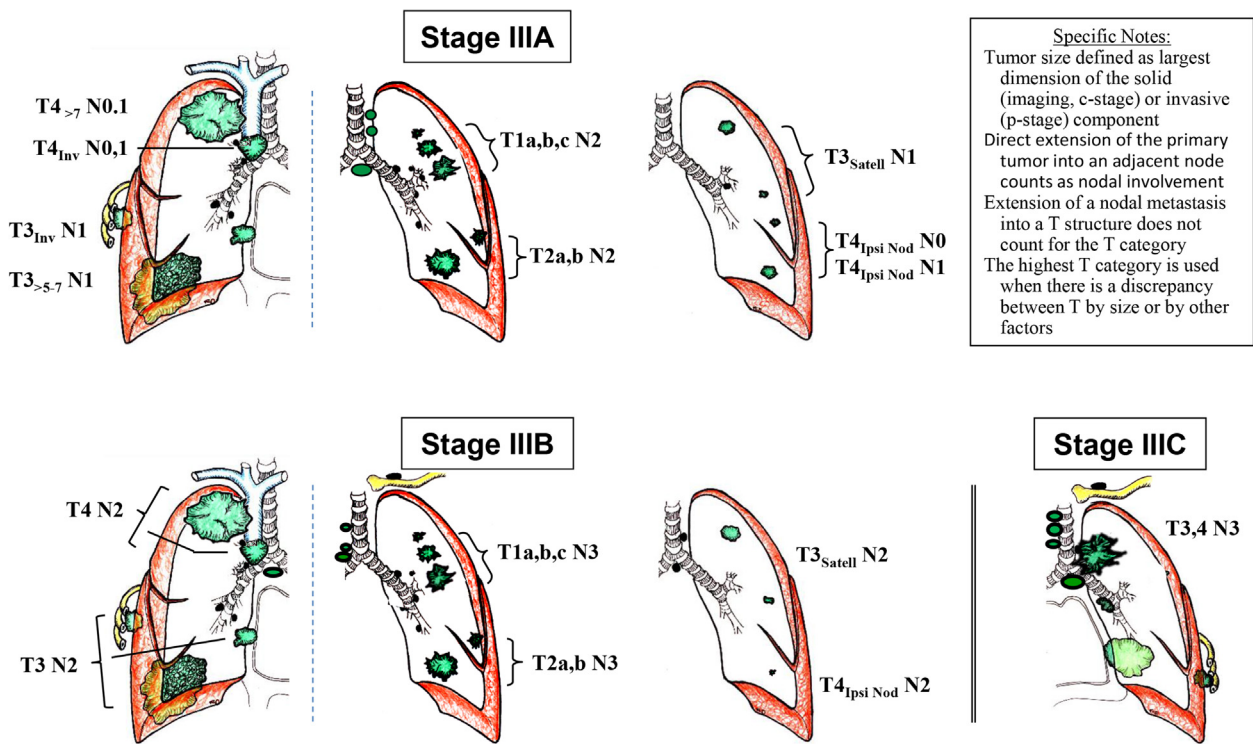 Stage IIIA
T4 >7 N0.1
T4Inv N0,1
T3Inv N1
T3>5-7 N1
T1a,b,c N2
T2a,b N2
T3Satell N1
T4Ipsi Nod N0
T4Ipsi Nod N1
Specific Notes:
Tumor size defined as largest
dimension of the solid
(imaging, c-stage) or invasive
(p-stage) component
Direct extension of the primary
tumor into an adjacent node
counts as nodal involvement
Extension of a nodal metastasis
into a T structure does not
count for the T category
The highest T category is used
when there is a discrepancy
between T by size or by other
factors
Stage IIIB
T4 N2
T3 N2
T1a,b,c N3
T2a,b N3
T3Satell N2
T4Ipsi Nod N2
Stage IIIC
T3,4 N3